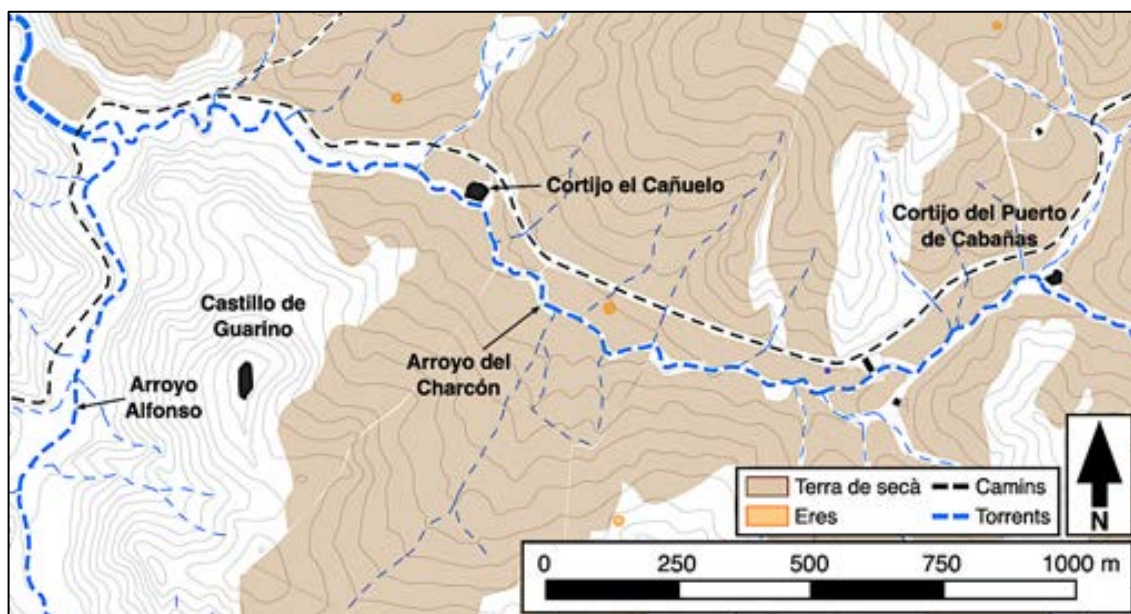 Cortijo el Cañuelo
Cortijo del Puerto
de Cabañas
Castillo de
Guarino
Arroyo del
Charcón
Arroyo
Alfonso
Terra de secà
Camins
Eres
Torrents
N
0 250 500 750 1000 m